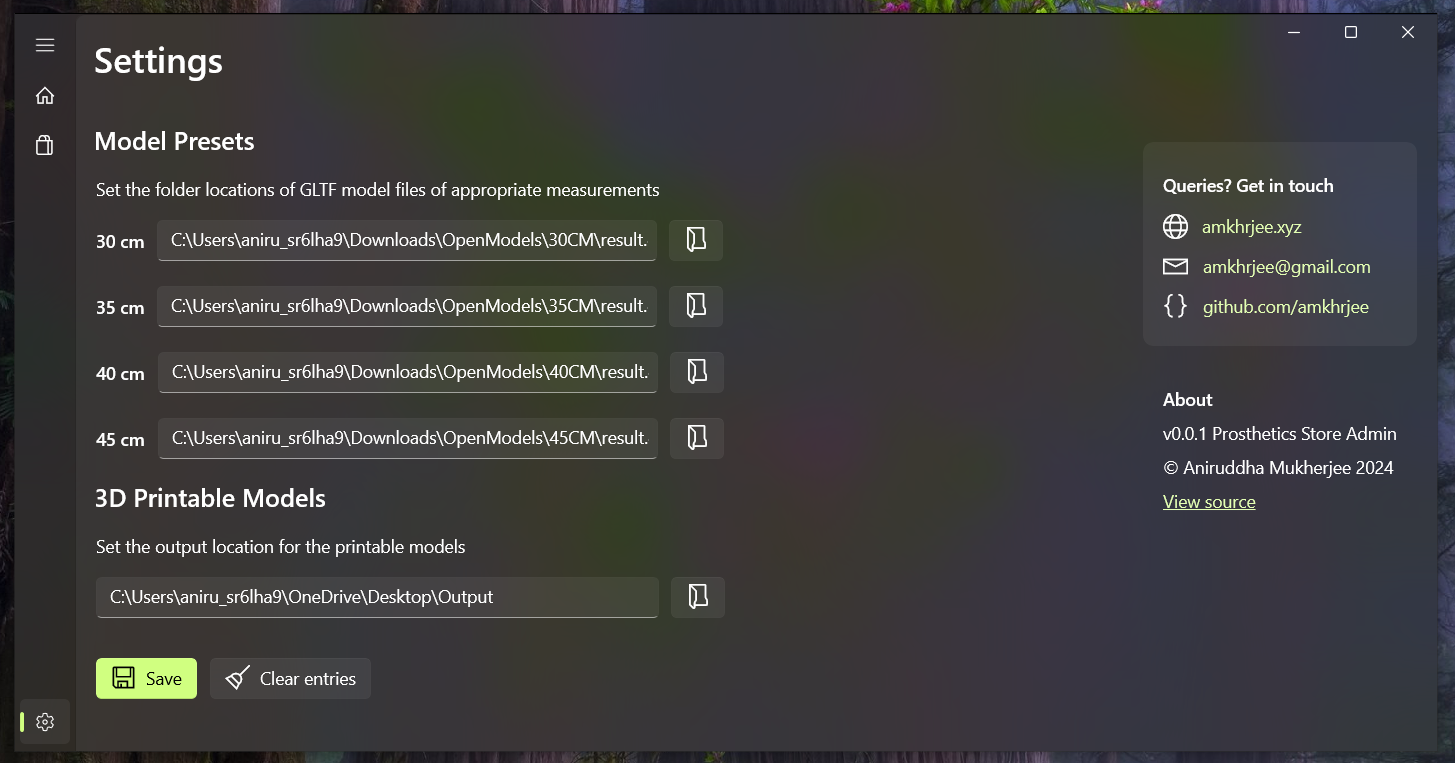 Settings
Model Presets
Set the folder locations of GLTF model files of appropriate measurements
30 cm C:\Users\aniru_sr6lha9\Downloads\OpenModels\30CM\result.
35 cm C:\Users\aniru_sr6lha9\Downloads\OpenModels\35CM\result.
40 cm C:\Users\aniru_sr6lha9\Downloads\OpenModels\40CM\result.
45 cm C:\Users\aniru_sr6lha9\Downloads\OpenModels\45CM\result.
3D Printable Models
Set the output location for the printable models
C:\Users\aniru_sr6lha9\OneDrive\Desktop\Output
Save
Clear entries
Queries? Get in touch
amkhrjee.xyz
amkhrjee@gmail.com
github.com/amkhrjee
About
v0.0.1 Prosthetics Store Admin
© Aniruddha Mukherjee 2024
View source